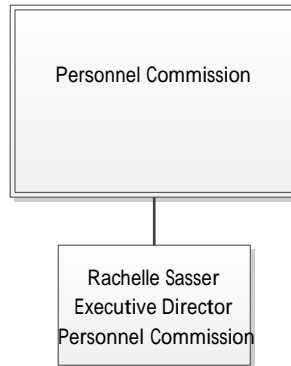 Personnel Commission
Rachelle Sasser
Executive Director
Personnel Commission